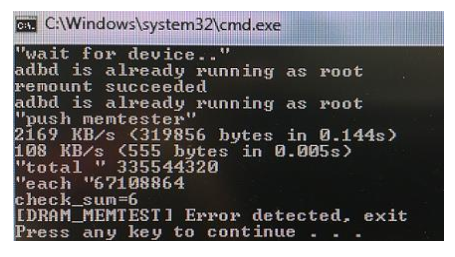 C:\Windows\system32\cmd.exe
"wait for device.."
adbd is already running as root
remount succeeded
adbd is already running as root
"push memtester"
2169 KB/s (319856 bytes in 0.144s)
108 KB/s (555 bytes in 0.005s)
"total " 335544320
"each "67108864
check_sum=6
[DRAM_MEMTEST] Error detected, exit
Press any key to continue . . .